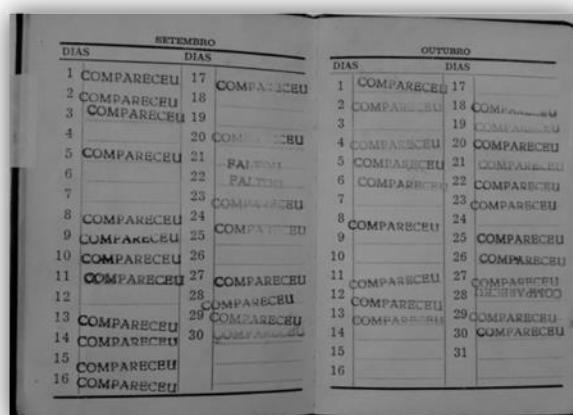 SETEMBRO
DIAS DIAS
1 COMPARECEU 17 COMPARECEU
2 COMPARECEU 18
3 COMPARECEU 19
4 20 COMPARECEU
5 COMPARECEU 21 FALTOU
6 22 FALTOU
7 23 COMPARECEU
8 COMPARECEU 24
9 COMPARECEU 25 COMPARECEU
10 COMPARECEU 26
11 COMPARECEU 27 COMPARECEU
12 28 COMPARECEU
13 COMPARECEU 29 COMPARECEU
14 COMPARECEU 30 COMPARECEU
15 COMPARECEU
16 COMPARECEU
OUTUBRO
DIAS DIAS
1 COMPARECEU 17
2 COMPARECEU 18 COMPARECEU
3 19 COMPARECEU
4 COMPARECEU 20 COMPARECEU
5 COMPARECEU 21 COMPARECEU
6 COMPARECEU 22 COMPARECEU
7 23 COMPARECEU
8 COMPARECEU 24
9 25 COMPARECEU
10 26 COMPARECEU
11 COMPARECEU 27 COMPARECEU
12 COMPARECEU 28 COMPARECEU
13 COMPARECEU 29 COMPARECEU
14 30 COMPARECEU
15 31
16